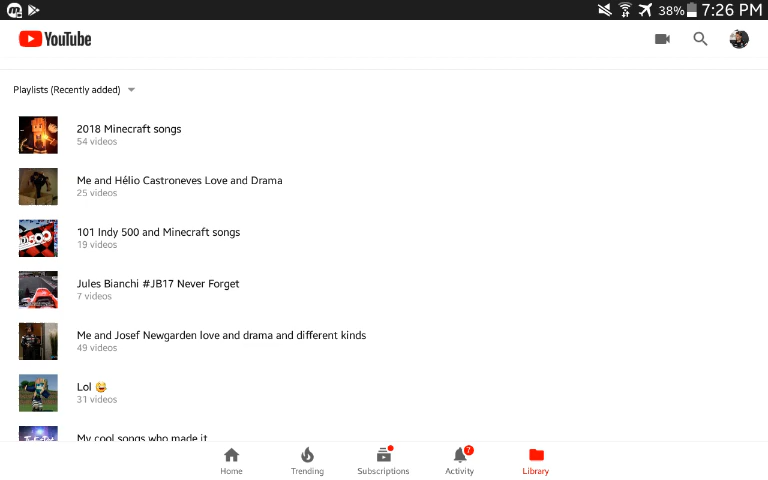 38% 7:26 PM
YouTube
Playlists (Recently added)
2018 Minecraft songs
54 videos
Me and Hélio Castroneves Love and Drama
25 videos
101 Indy 500 and Minecraft songs
19 videos
Jules Bianchi #JB17 Never Forget
7 videos
Me and Josef Newgarden love and drama and different kinds
49 videos
Lol 😂
31 videos
My cool songs who made it
7
Home Trending Subscriptions Activity Library